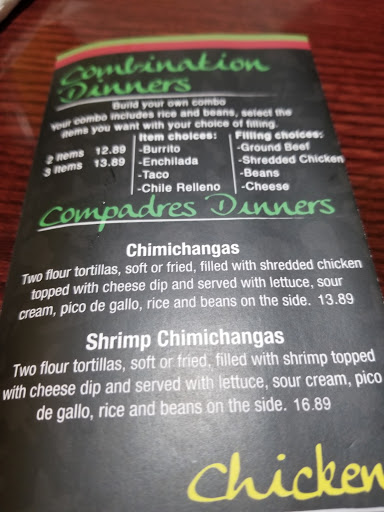 Combination
Dinners
Build your own combo
Your combo includes rice and beans, select the
items you want with your choice of filling.
Item choices: Filling choices:
2 items 12.89 -Burrito -Ground Beef
3 items 13.89 -Enchilada -Shredded Chicken
-Taco -Beans
-Chile Relleno -Cheese
Compadres Dinners
Chimichangas
Two flour tortillas, soft or fried, filled with shredded chicken
topped with cheese dip and served with lettuce, sour
cream, pico de gallo, rice and beans on the side. 13.89
Shrimp Chimichangas
Two flour tortillas, soft or fried, filled with shrimp topped
with cheese dip and served with lettuce, sour cream, pico
de gallo, rice and beans on the side. 16.89
Chicken